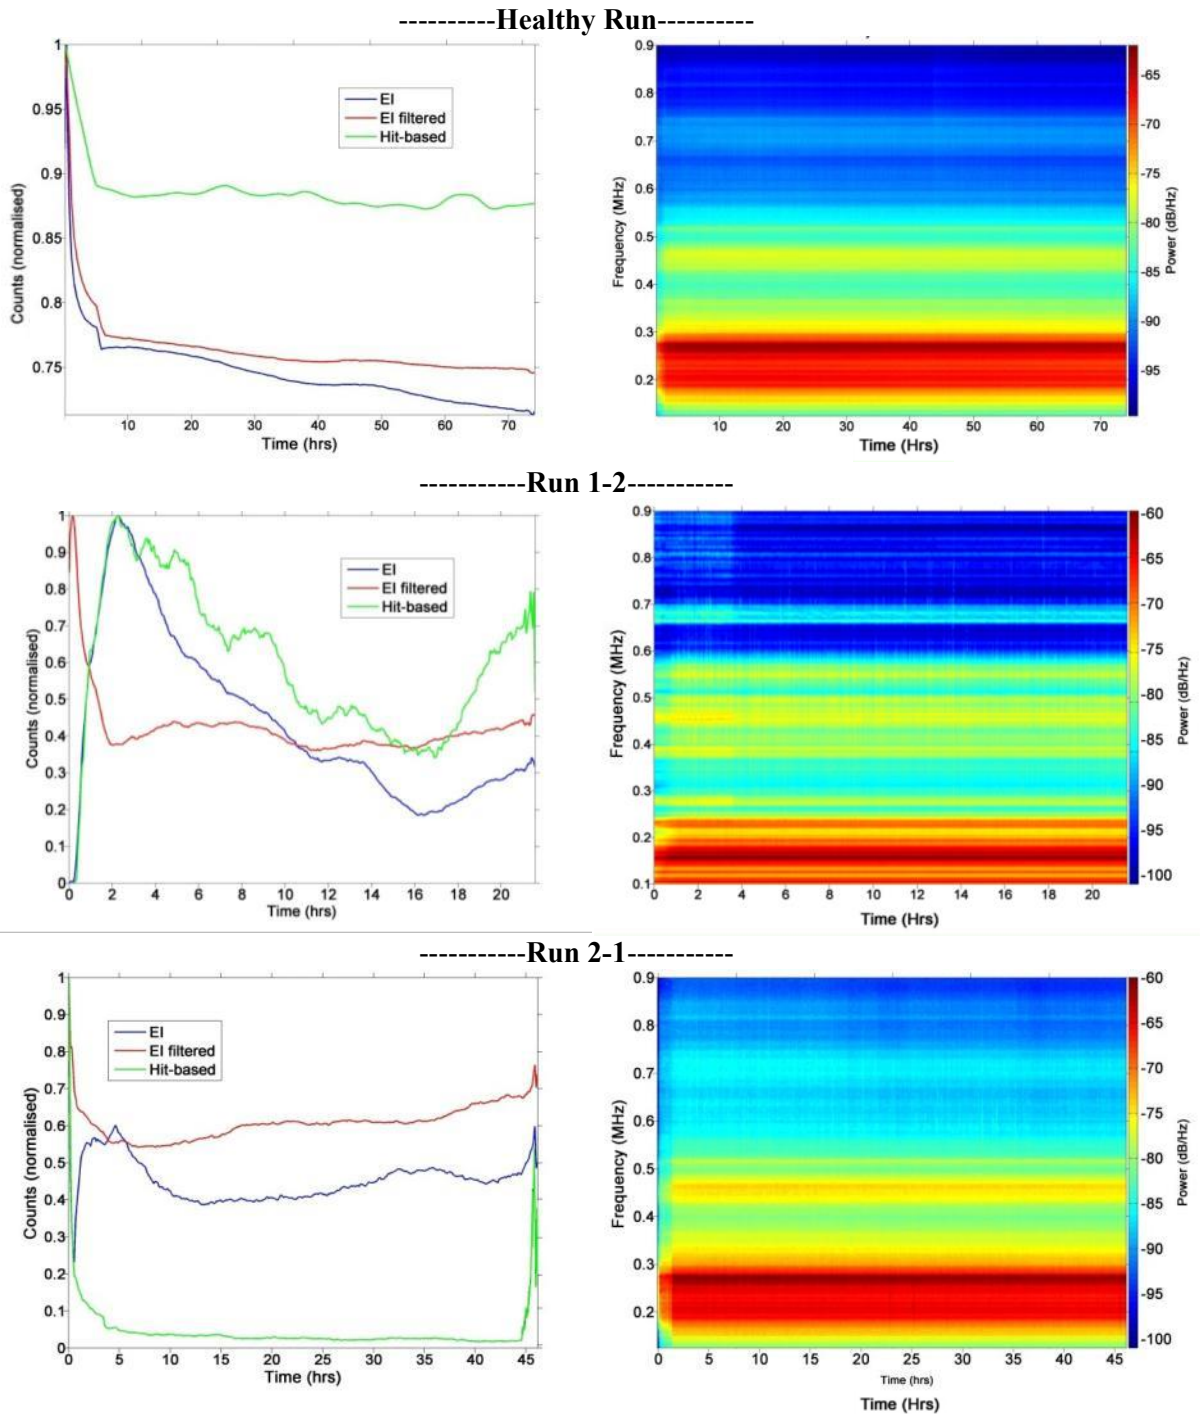 ----------Healthy Run----------
Counts (normalised)
1
0.95
0.9
0.85
0.8
0.75
EI
EI filtered
Hit-based
10 20 30 40 50 60 70
Time (hrs)
Frequency (MHz)
0.9
0.8
0.7
0.6
0.5
0.4
0.3
0.2
10 20 30 40 50 60 70
Time (Hrs)
-65
-70
-75
-80
-85
-90
-95
Power (dB/Hz)
-----------Run 1-2-----------
Counts (normalised)
1
0.9
0.8
0.7
0.6
0.5
0.4
0.3
0.2
0.1
0
EI
EI filtered
Hit-based
0 2 4 6 8 10 12 14 16 18 20
Time (hrs)
Frequency (MHz)
0.9
0.8
0.7
0.6
0.5
0.4
0.3
0.2
0.1
0 2 4 6 8 10 12 14 16 18 20
Time (Hrs)
-60
-65
-70
-75
-80
-85
-90
-95
-100
Power (dB/Hz)
-----------Run 2-1-----------
Counts (normalised)
1
0.9
0.8
0.7
0.6
0.5
0.4
0.3
0.2
0.1
0
EI
EI filtered
Hit-based
0 5 10 15 20 25 30 35 40 45
Time (hrs)
Frequency (MHz)
0.9
0.8
0.7
0.6
0.5
0.4
0.3
0.2
0 5 10 15 20 25 30 35 40 45
Time (hrs)
Time (Hrs)
-60
-65
-70
-75
-80
-85
-90
-95
-100
Power (dB/Hz)